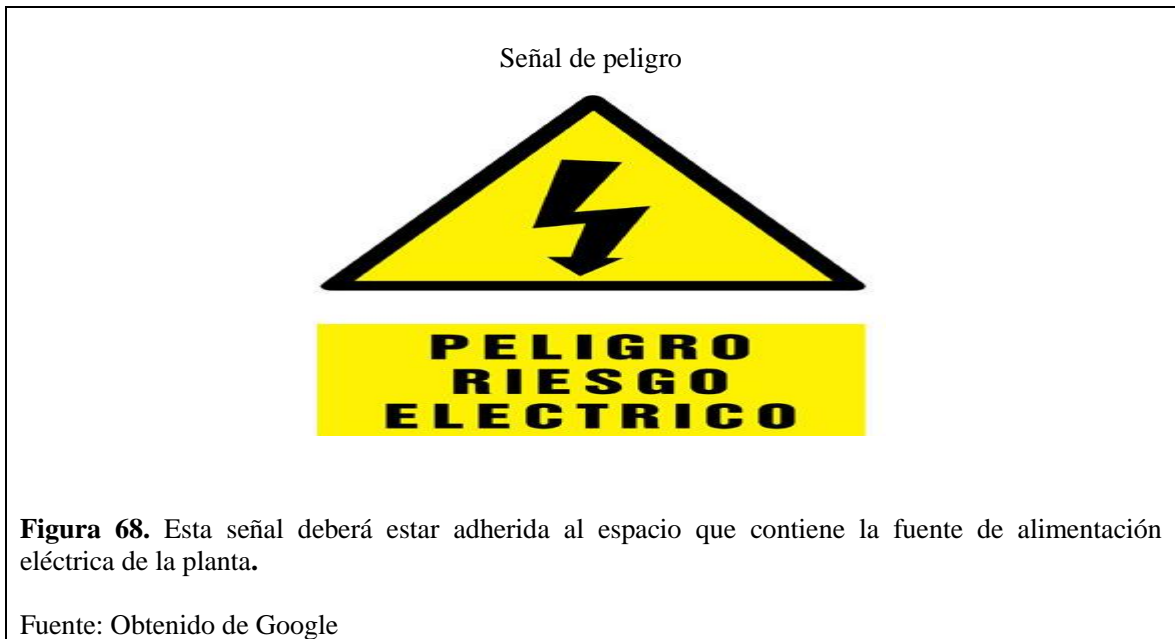 Señal de peligro
PELIGRO
RIESGO
ELECTRICO
Figura 68. Esta señal deberá estar adherida al espacio que contiene la fuente de alimentación
eléctrica de la planta.
Fuente: Obtenido de Google